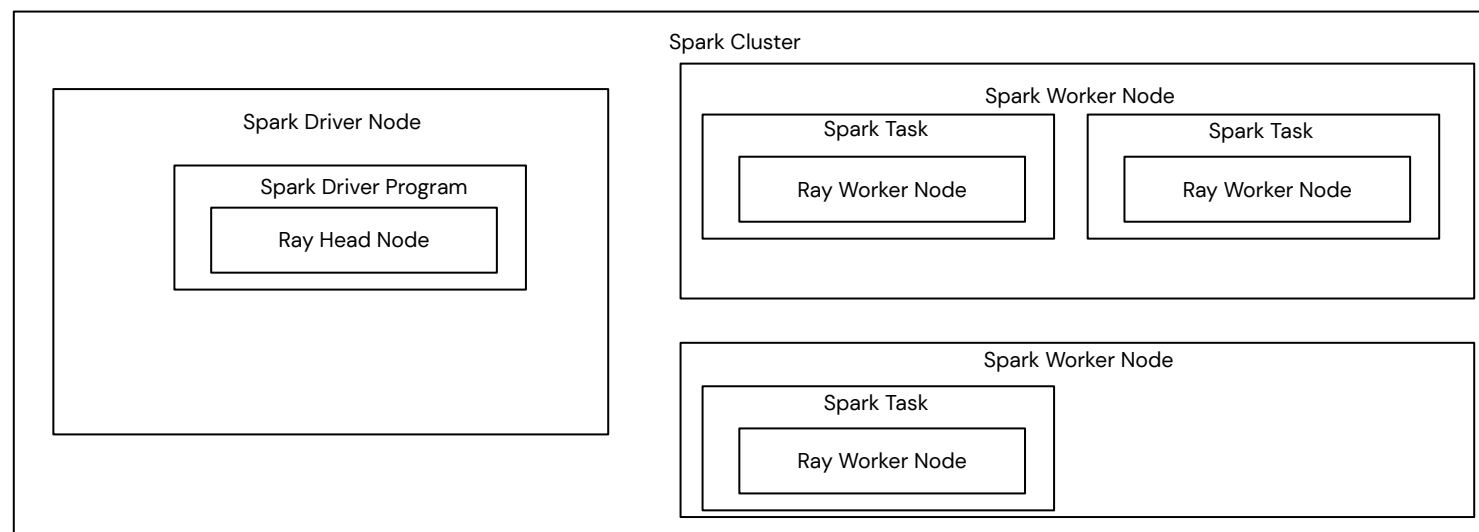 Spark Cluster
Spark Driver Node
Spark Driver Program
Ray Head Node
Spark Worker Node
Spark Task
Ray Worker Node
Spark Task
Ray Worker Node
Spark Worker Node
Spark Task
Ray Worker Node